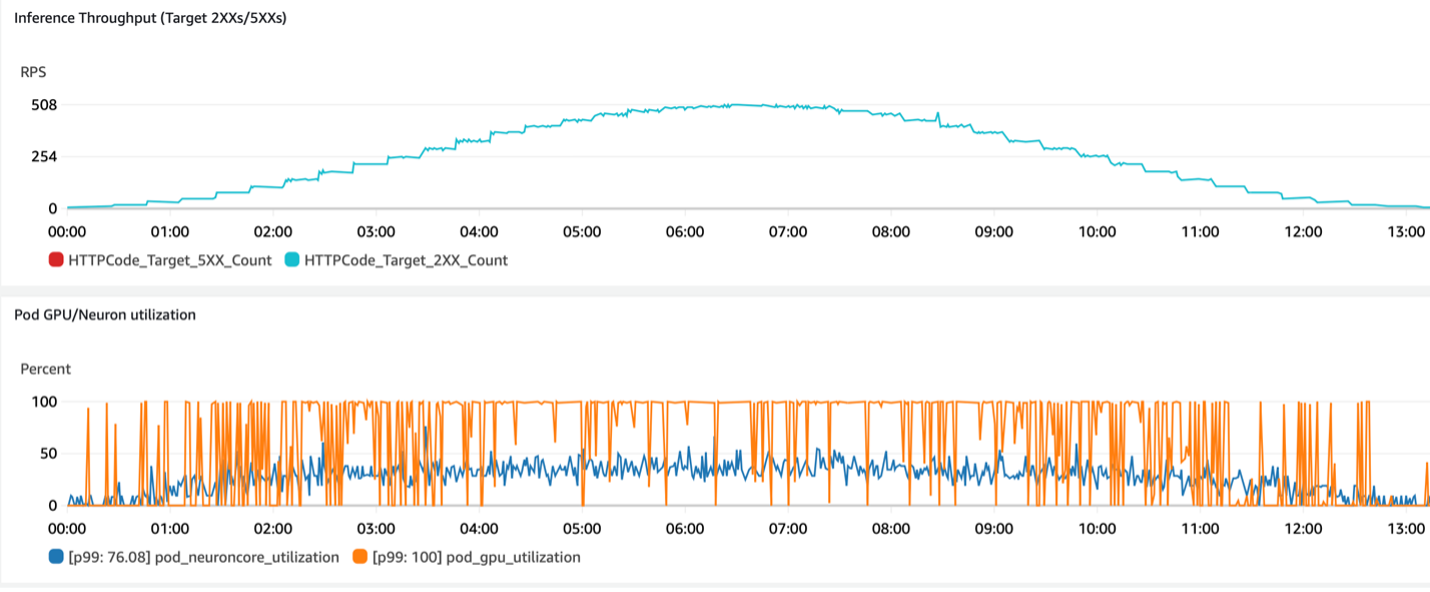 Inference Throughput (Target 2XXs/5XXs)
RPS
508
254
0
00:00 01:00 02:00 03:00 04:00 05:00 06:00 07:00 08:00 09:00 10:00 11:00 12:00 13:00
HTTPCode_Target_5XX_Count HTTPCode_Target_2XX_Count
Pod GPU/Neuron utilization
Percent
100
50
0
00:00 01:00 02:00 03:00 04:00 05:00 06:00 07:00 08:00 09:00 10:00 11:00 12:00 13:00
[p99: 76.08] pod_neuroncore_utilization [p99: 100] pod_gpu_utilization